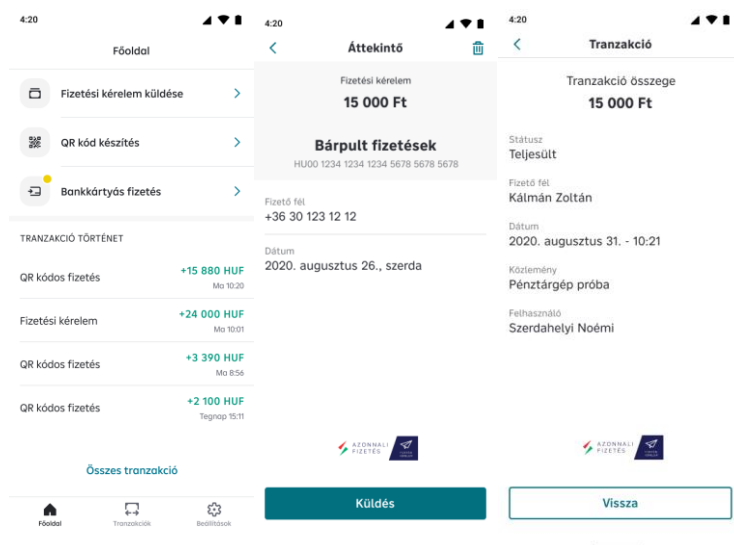 4:20
Főoldal
Fizetési kérelem küldése
QR kód készítés
Bankkártyás fizetés
TRANZAKCIÓ TÖRTÉNET
QR kódos fizetés
+15 880 HUF
Ma 10:20
Fizetési kérelem
+24 000 HUF
Ma 10:01
QR kódos fizetés
+3 390 HUF
Ma 8:56
QR kódos fizetés
+2 100 HUF
Tegnap 15:11
Összes tranzakció
Főoldal
Tranzakciók
Beállítások
4:20
Áttekintő
Fizetési kérelem
15 000 Ft
Bárpult fizetések
HU00 1234 1234 1234 5678 5678 5678
Fizető fél
+36 30 123 12 12
Dátum
2020. augusztus 26., szerda
AZONNALI
FIZETÉS
Küldés
4:20
Tranzakció
Tranzakció összege
15 000 Ft
Státusz
Teljesült
Fizető fél
Kálmán Zoltán
Dátum
2020. augusztus 31. - 10:21
Közlemény
Pénztárgép próba
Felhasználó
Szerdahelyi Noémi
AZONNALI
FIZETÉS
Vissza